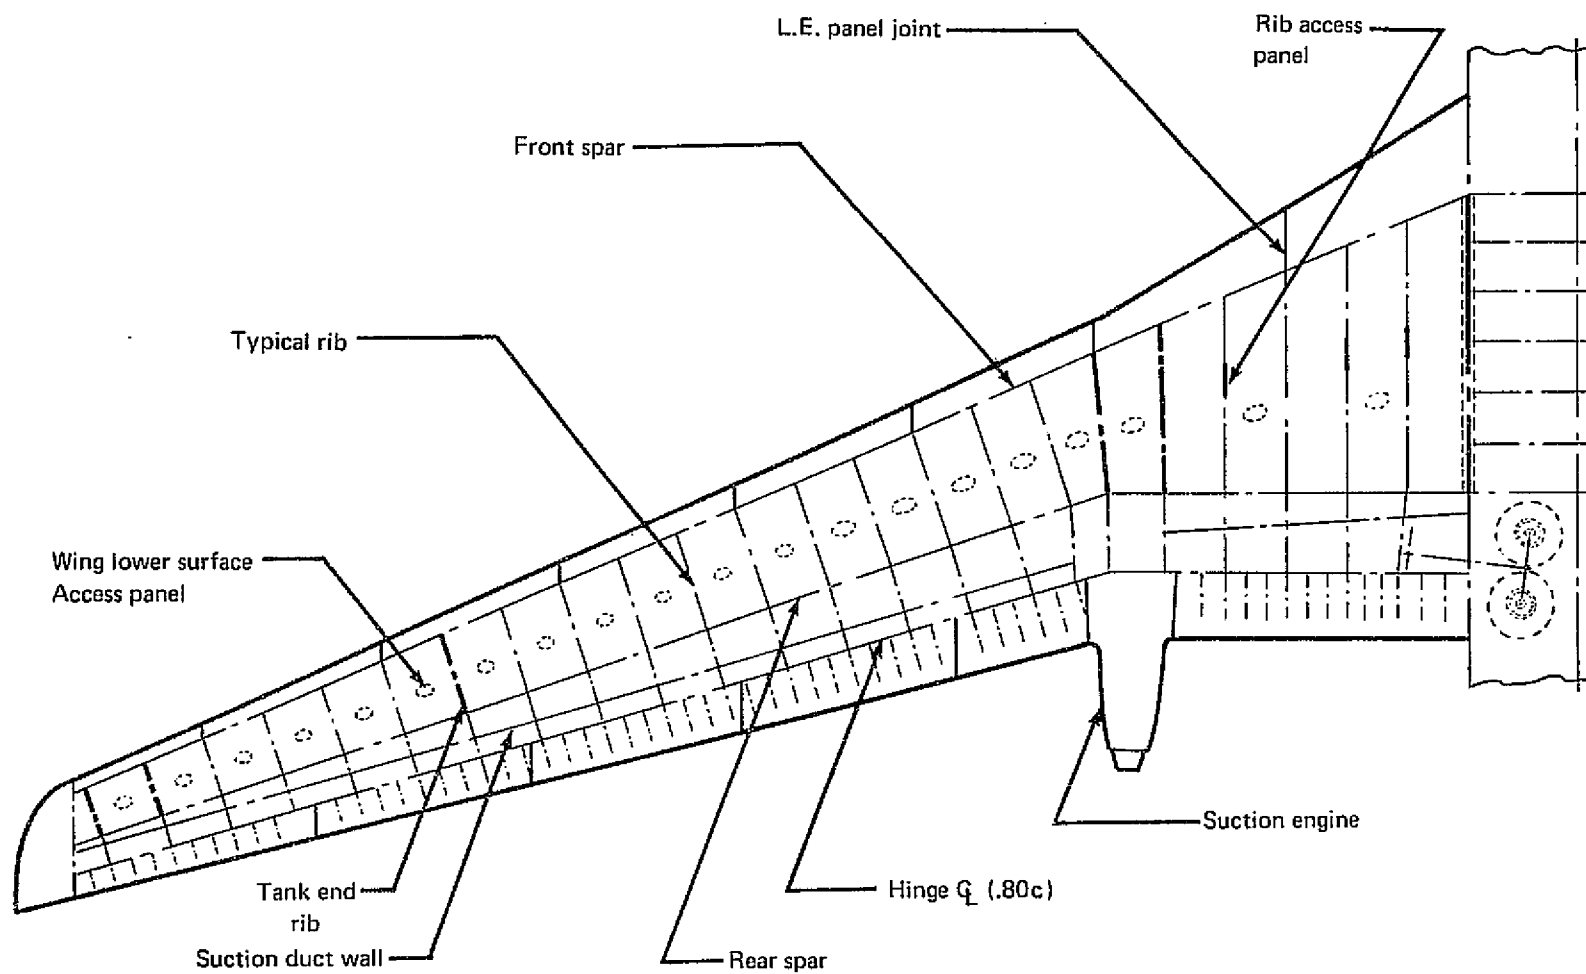 L.E. panel joint
Rib access
panel
Front spar
Typical rib
Wing lower surface
Access panel
Suction engine
Tank end
rib
Hinge ℄ (.80c)
Suction duct wall
Rear spar